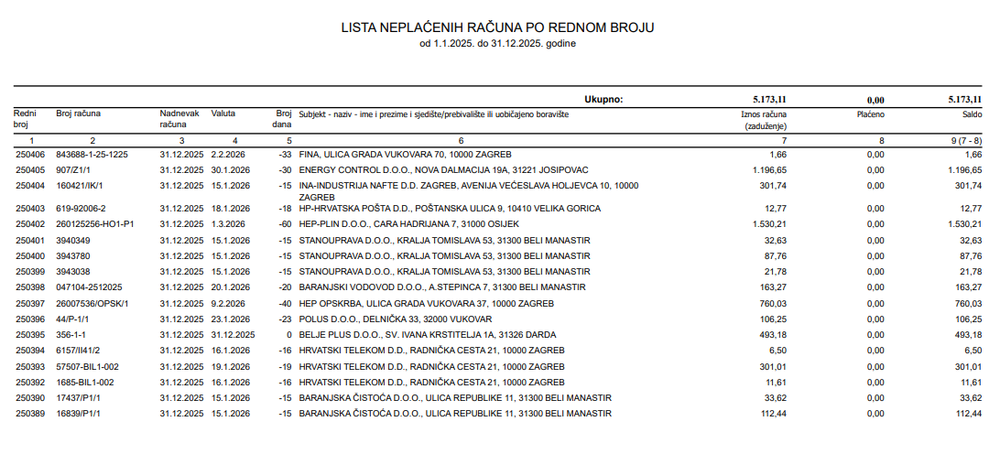 LISTA NEPLAĆENIH RAČUNA PO REDNOM BROJU
od 1.1.2025. do 31.12.2025. godine
Ukupno: 5.173,11 0,00 5.173,11
Redni broj Broj računa Nadnevak računa Valuta Broj dana Subjekt - naziv - ime i prezime i sjedište/prebivalište ili uobičajeno boravište Iznos računa (zaduženje) Plaćeno Saldo
1 2 3 4 5 6 7 8 9 (7 - 8)
250406 843688-1-25-1225 31.12.2025 2.2.2026 -33 FINA, ULICA GRADA VUKOVARA 70, 10000 ZAGREB 1,66 0,00 1,66
250405 907/Z1/1 31.12.2025 30.1.2026 -30 ENERGY CONTROL D.O.O., NOVA DALMACIJA 19A, 31221 JOSIPOVAC 1.196,65 0,00 1.196,65
250404 160421/IK/1 31.12.2025 15.1.2026 -15 INA-INDUSTRIJA NAFTE D.D. ZAGREB, AVENIJA VEĆESLAVA HOLJEVCA 10, 10000 301,74 0,00 301,74
ZAGREB
250403 619-92006-2 31.12.2025 18.1.2026 -18 HP-HRVATSKA POŠTA D.D., POŠTANSKA ULICA 9, 10410 VELIKA GORICA 12,77 0,00 12,77
250402 260125256-HO1-P1 31.12.2025 1.3.2026 -60 HEP-PLIN D.O.O., CARA HADRIJANA 7, 31000 OSIJEK 1.530,21 0,00 1.530,21
250401 3940349 31.12.2025 15.1.2026 -15 STANOUPRAVA D.O.O., KRALJA TOMISLAVA 53, 31300 BELI MANASTIR 32,63 0,00 32,63
250400 3943780 31.12.2025 15.1.2026 -15 STANOUPRAVA D.O.O., KRALJA TOMISLAVA 53, 31300 BELI MANASTIR 87,76 0,00 87,76
250399 3943038 31.12.2025 15.1.2026 -15 STANOUPRAVA D.O.O., KRALJA TOMISLAVA 53, 31300 BELI MANASTIR 21,78 0,00 21,78
250398 047104-2512025 31.12.2025 20.1.2026 -20 BARANJSKI VODOVOD D.O.O., A.STEPINCA 7, 31300 BELI MANASTIR 163,27 0,00 163,27
250397 26007536/OPSK/1 31.12.2025 9.2.2026 -40 HEP OPSKRBA, ULICA GRADA VUKOVARA 37, 10000 ZAGREB 760,03 0,00 760,03
250396 44/P-1/1 31.12.2025 23.1.2026 -23 POLUS D.O.O., DELNIČKA 33, 32000 VUKOVAR 106,25 0,00 106,25
250395 356-1-1 31.12.2025 31.12.2025 0 BELJE PLUS D.O.O., SV. IVANA KRSTITELJA 1A, 31326 DARDA 493,18 0,00 493,18
250394 6157/II41/2 31.12.2025 16.1.2026 -16 HRVATSKI TELEKOM D.D., RADNIČKA CESTA 21, 10000 ZAGREB 6,50 0,00 6,50
250393 57507-BIL1-002 31.12.2025 19.1.2026 -19 HRVATSKI TELEKOM D.D., RADNIČKA CESTA 21, 10000 ZAGREB 301,01 0,00 301,01
250392 1685-BIL1-002 31.12.2025 16.1.2026 -16 HRVATSKI TELEKOM D.D., RADNIČKA CESTA 21, 10000 ZAGREB 11,61 0,00 11,61
250390 17437/P1/1 31.12.2025 15.1.2026 -15 BARANJSKA ČISTOĆA D.O.O., ULICA REPUBLIKE 11, 31300 BELI MANASTIR 33,62 0,00 33,62
250389 16839/P1/1 31.12.2025 15.1.2026 -15 BARANJSKA ČISTOĆA D.O.O., ULICA REPUBLIKE 11, 31300 BELI MANASTIR 112,44 0,00 112,44